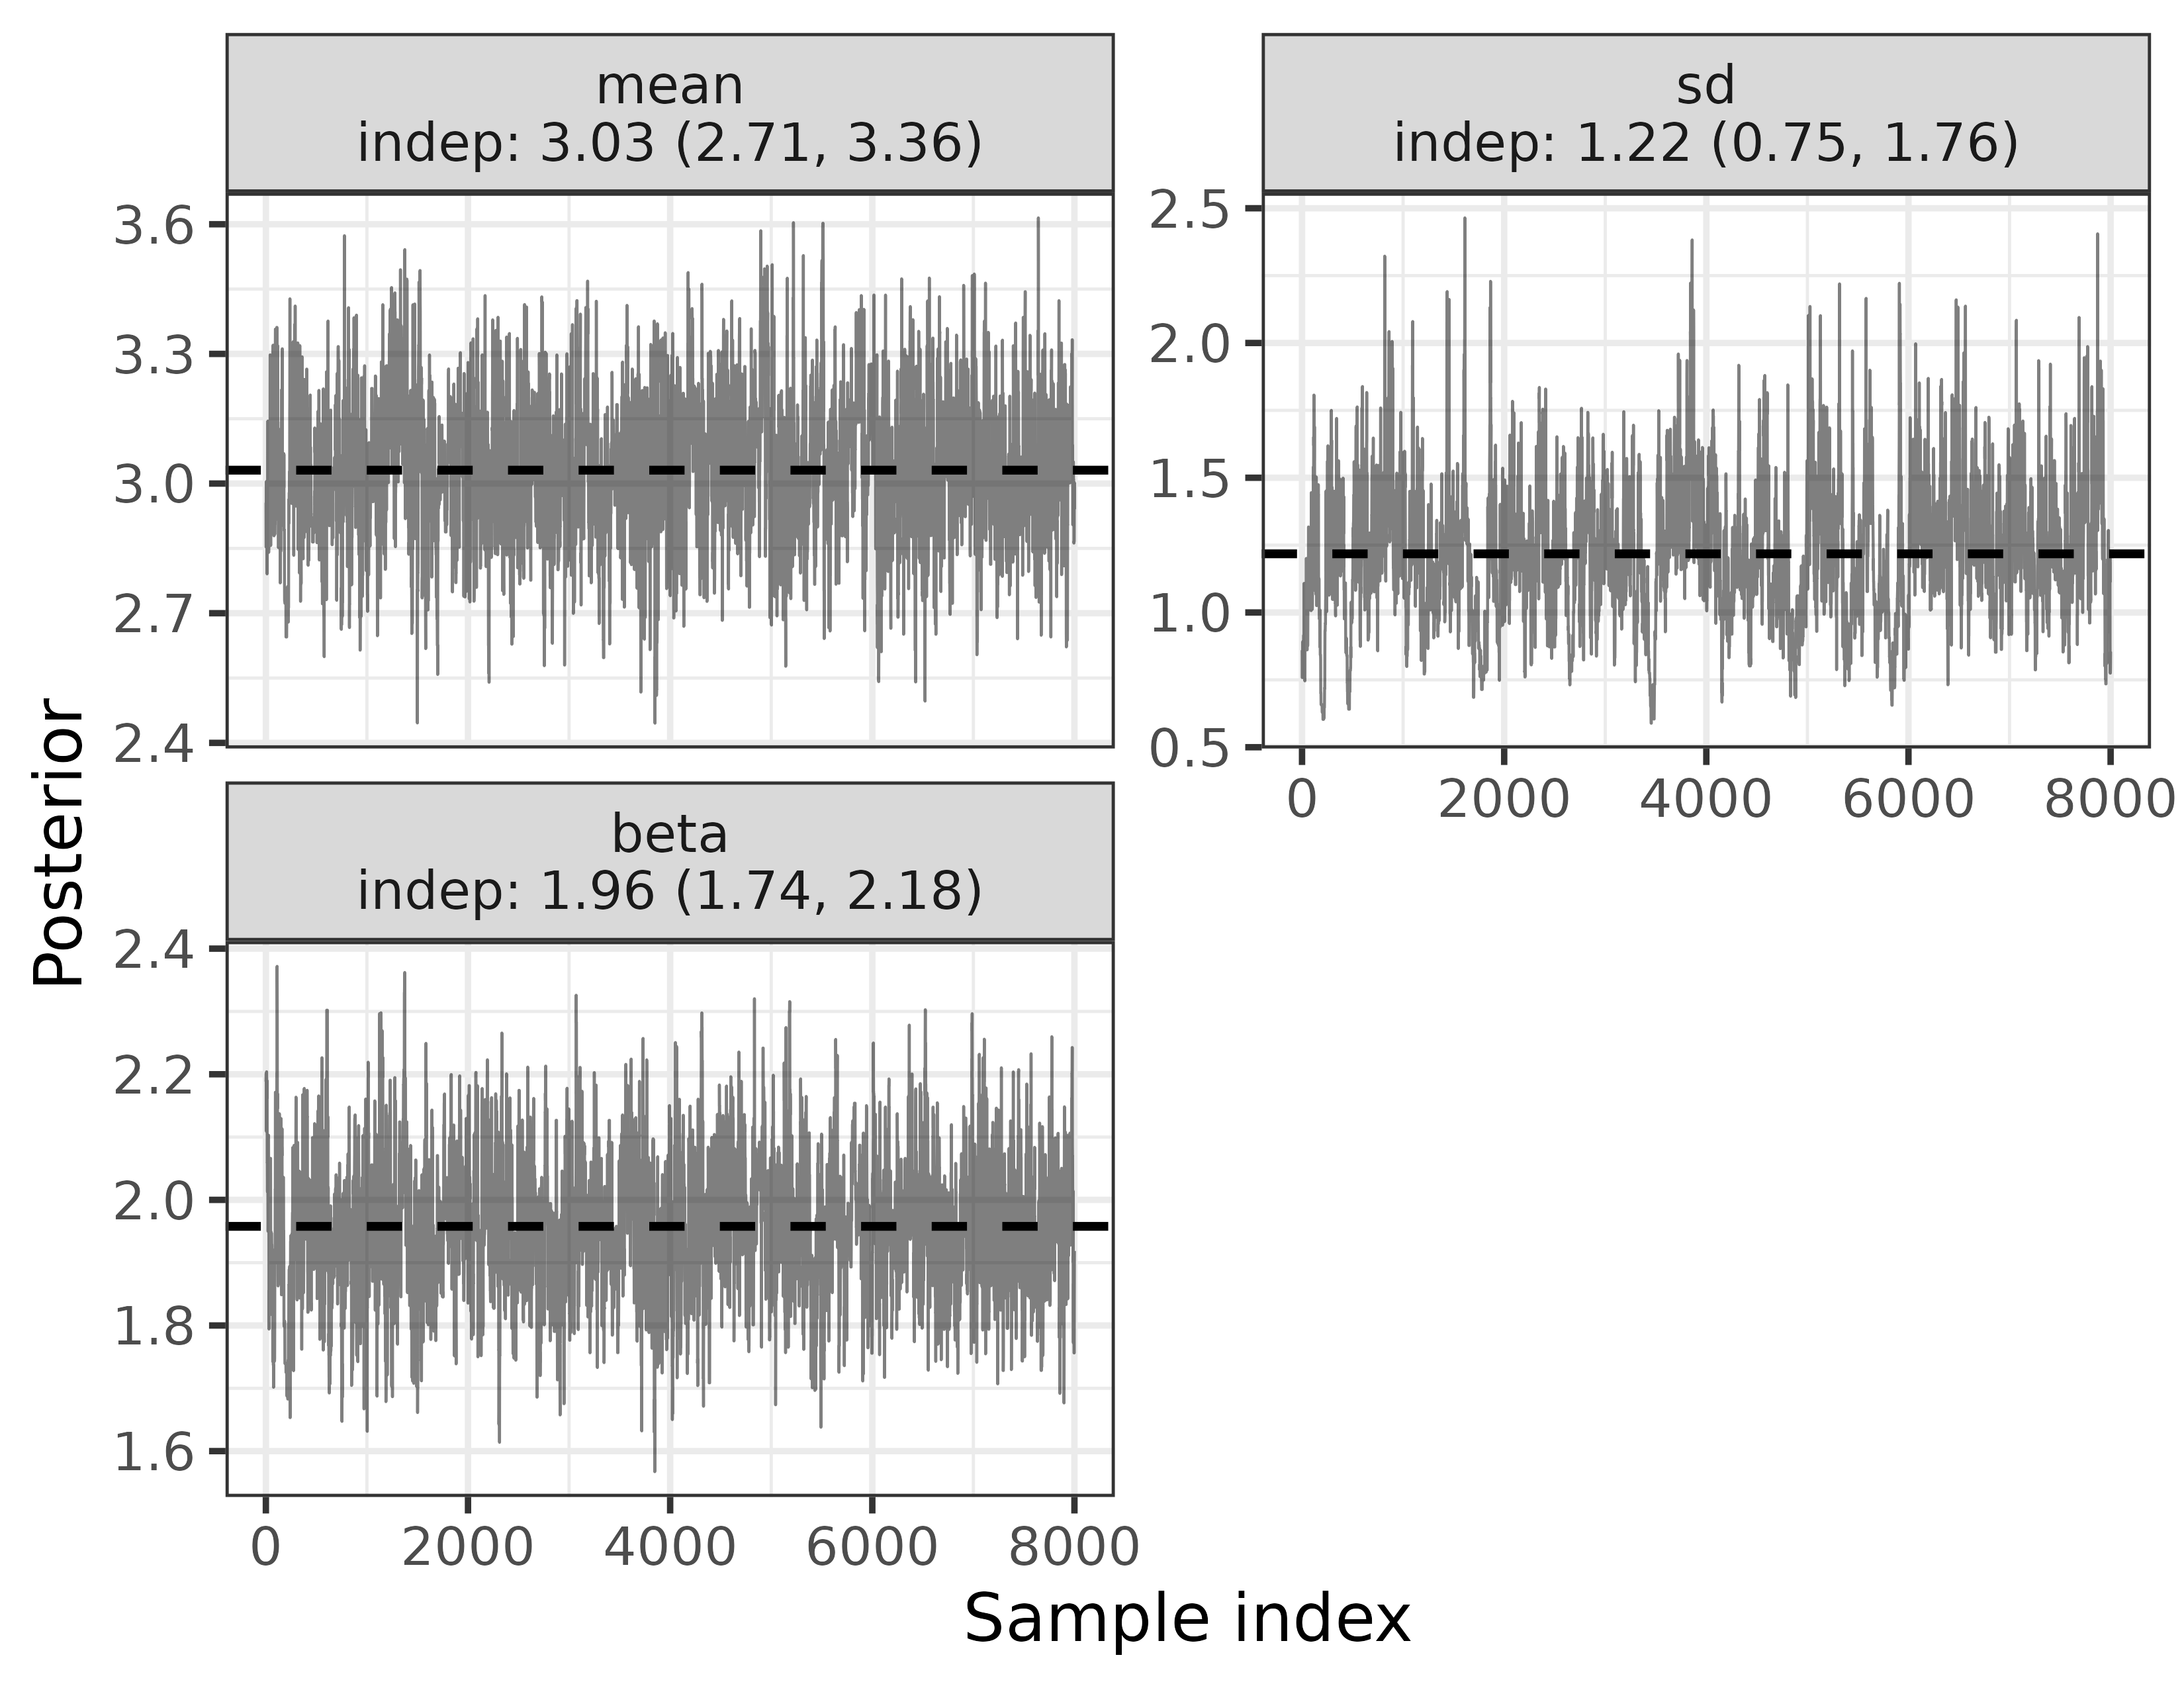 mean
indep: 3.03 (2.71, 3.36)
3.6
3.3
3.0
2.7
2.4
sd
indep: 1.22 (0.75, 1.76)
2.5
2.0
1.5
1.0
0.5
0 2000 4000 6000 8000
Posterior
beta
indep: 1.96 (1.74, 2.18)
2.4
2.2
2.0
1.8
1.6
0 2000 4000 6000 8000
Sample index